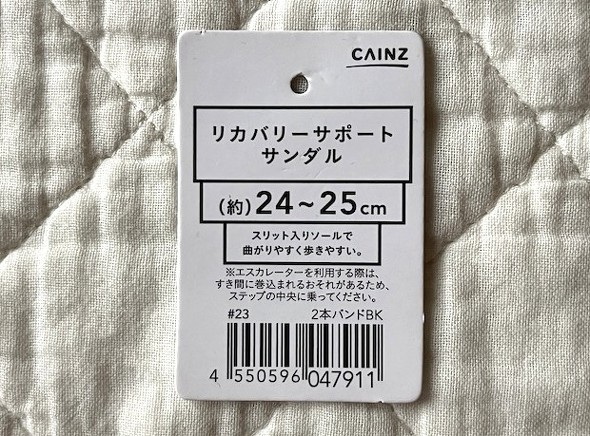 CAINZ
リカバリーサポート
サンダル
(約)24~25cm
スリット入りソールで
曲がりやすく歩きやすい。
※エスカレーターを利用する際は、
すき間に巻込まれるおそれがあるため、
ステップの中央に乗ってください。
#23 2本バンドBK
4 550596 047911